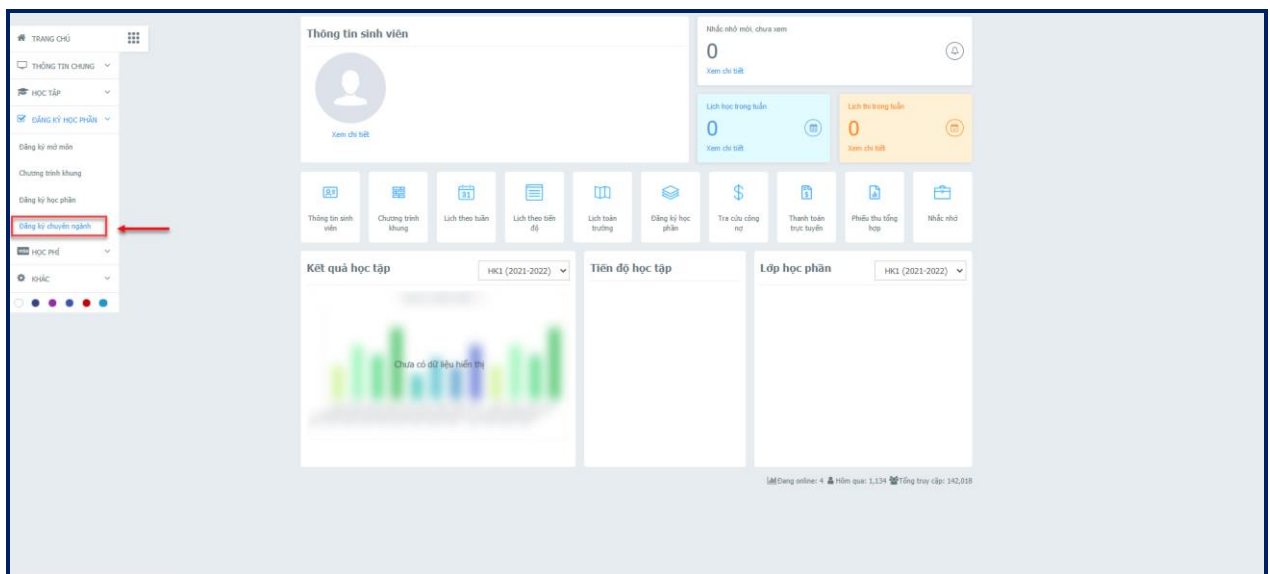 TRANG CHỦ
THÔNG TIN CHUNG
HỌC TẬP
ĐĂNG KÝ HỌC PHẦN
Đăng ký mở môn
Chương trình khung
Đăng ký học phần
Đăng ký chuyên ngành
HỌC PHÍ
KHÁC
Thông tin sinh viên
Xem chi tiết
Nhắc nhở mới, chưa xem
0
Xem chi tiết
Lịch học trong tuần
0
Xem chi tiết
Lịch thi trong tuần
0
Xem chi tiết
Thông tin sinh
viên
Chương trình
khung
31
Lịch theo tuần
Lịch theo tiến
độ
Lịch toàn
trường
Đăng ký học
phần
Tra cứu công
nợ
Thanh toán
trực tuyến
Phiếu thu tổng
hợp
Nhắc nhở
Kết quả học tập
HK1 (2021-2022)
Chưa có dữ liệu hiển thị
Tiến độ học tập
Lớp học phần
HK1 (2021-2022)
Đang online: 4 Hôm qua: 1,134 Tổng truy cập: 142,018